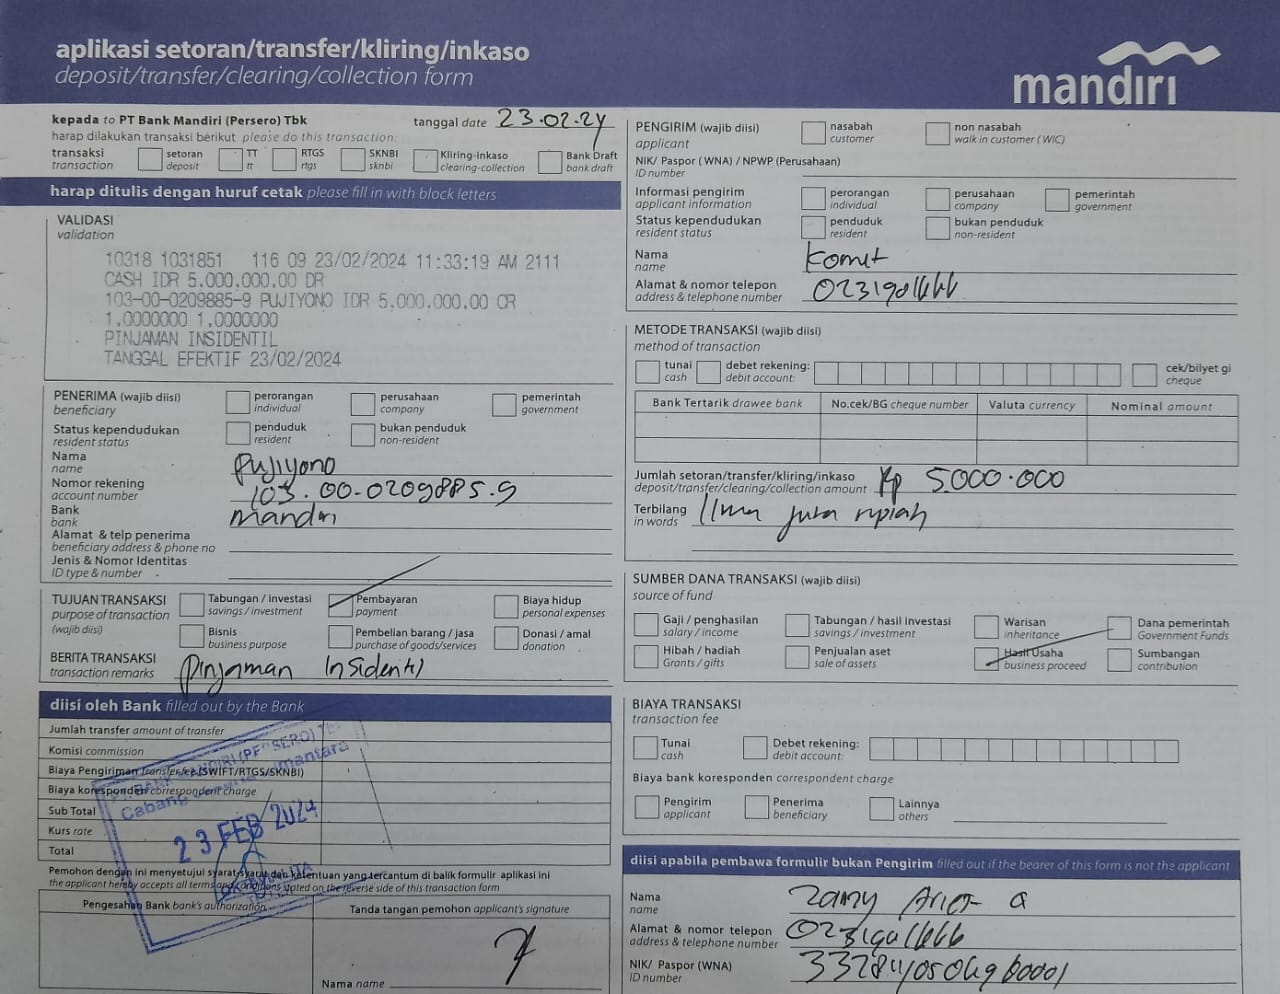 aplikasi setoran/transfer/kliring/inkaso
deposit/transfer/clearing/collection form
mandiri
kepada to PT Bank Mandiri (Persero) Tbk
tanggal date 23.02.24
harap dilakukan transaksi berikut please do this transaction:
transaksi transaction
setoran deposit
TT tt
RTGS rtgs
SKNBI sknbi
Kliring-inkaso clearing-collection
Bank Draft bank draft
harap ditulis dengan huruf cetak please fill in with block letters
VALIDASI
validation
10318 1031851 116 09 23/02/2024 11:33:19 AM 2111
CASH IDR 5.000.000.00 DR
103-00-0209885-9 PUJIYONO IDR 5,000,000.00 CR
1.0000000 1.0000000
PINJAMAN INSIDENTIL
TANGGAL EFEKTIF 23/02/2024
PENERIMA (wajib diisi)
beneficiary
perorangan individual
perusahaan company
pemerintah government
Status kependudukan
resident status
penduduk resident
bukan penduduk non-resident
Nama
name
Pujiyono
Nomor rekening
account number
103.00-0209885.9
Bank
bank
mandiri
Alamat & telp penerima
beneficiary address & phone no
Jenis & Nomor Identitas
ID type & number
TUJUAN TRANSAKSI
purpose of transaction
(wajib diisi)
Tabungan / investasi savings / investment
Pembayaran payment
Biaya hidup personal expenses
Bisnis business purpose
Pembelian barang / jasa purchase of goods/services
Donasi / amal donation
BERITA TRANSAKSI
transaction remarks
Pinjaman Insidentil
diisi oleh Bank filled out by the Bank
Jumlah transfer amount of transfer
Komisi commission
Biaya Pengiriman transfer fee (SWIFT/RTGS/SKNBI)
Biaya koresponden correspondent charge
Sub Total
Kurs rate
Total
BANK MANDIRI (PERSERO)
Cabang
23 FEB 2024
Pemohon dengan ini menyetujui syarat-syarat dan ketentuan yang tercantum di balik formulir aplikasi ini
the applicant hereby accepts all terms and conditions stated on the reverse side of this transaction form
Pengesahan Bank bank's authorization
Tanda tangan pemohon applicant's signature
Nama name
PENGIRIM (wajib diisi)
applicant
nasabah customer
non nasabah walk in customer (WIC)
NIK/ Paspor (WNA) / NPWP (Perusahaan)
ID number
Informasi pengirim
applicant information
perorangan individual
perusahaan company
pemerintah government
Status kependudukan
resident status
penduduk resident
bukan penduduk non-resident
Nama
name
Alamat & nomor telepon
address & telephone number
METODE TRANSAKSI (wajib diisi)
method of transaction
tunai cash
debet rekening: debit account:
cek/bilyet gi cheque
Bank Tertarik drawee bank
No.cek/BG cheque number
Valuta currency
Nominal amount
Jumlah setoran/transfer/kliring/inkaso
deposit/transfer/clearing/collection amount
Rp 5.000.000
Terbilang
in words
lima juta rupiah
SUMBER DANA TRANSAKSI (wajib diisi)
source of fund
Gaji / penghasilan salary / income
Tabungan / hasil investasi savings / investment
Warisan inheritance
Dana pemerintah Government Funds
Hibah / hadiah Grants / gifts
Penjualan aset sale of assets
Hasil Usaha business proceed
Sumbangan contribution
BIAYA TRANSAKSI
transaction fee
Tunai cash
Debet rekening: debit account:
Biaya bank koresponden correspondent charge
Pengirim applicant
Penerima beneficiary
Lainnya others
diisi apabila pembawa formulir bukan Pengirim filled out if the bearer of this form is not the applicant
Nama
name
Alamat & nomor telepon
address & telephone number
NIK/ Paspor (WNA)
ID number